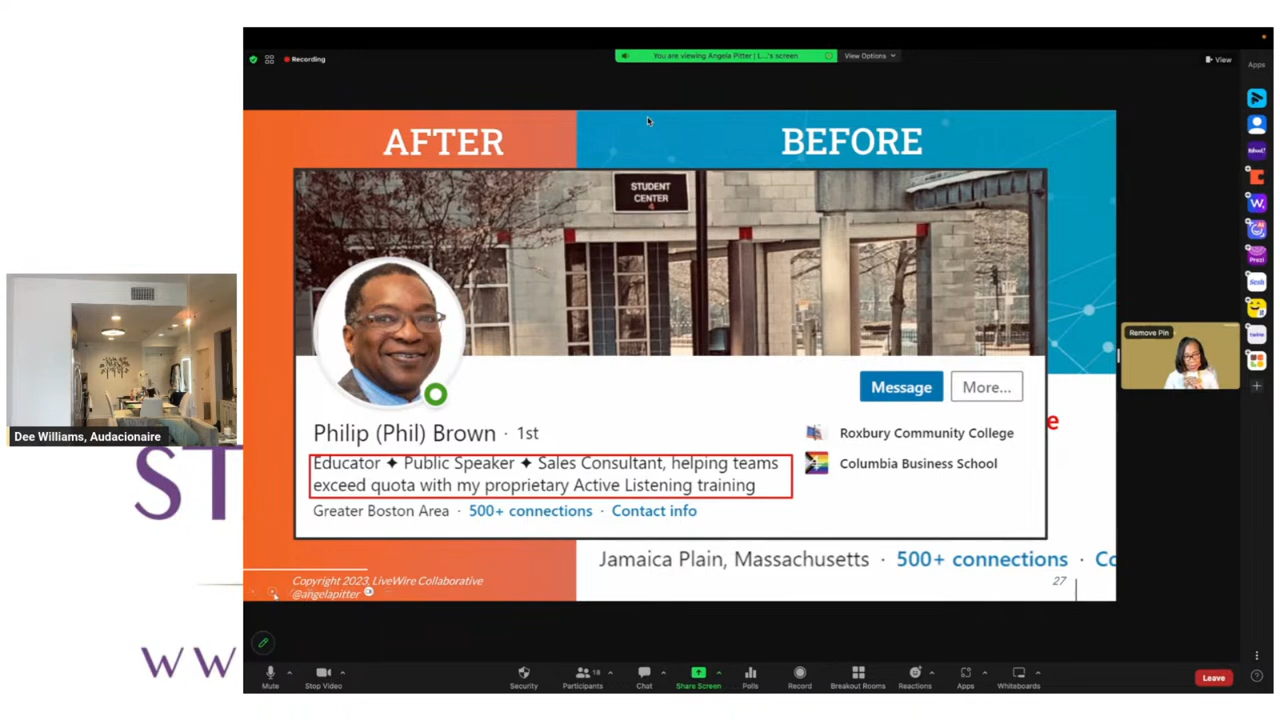 Recording
You are viewing Angela Pitter | L...'s screen
View Options
View
Apps
AFTER
BEFORE
STUDENT
CENTER
4
Remove Pin
Message
More...
Philip (Phil) Brown · 1st
Roxbury Community College
e
Educator ✦ Public Speaker ✦ Sales Consultant, helping teams
exceed quota with my proprietary Active Listening training
Columbia Business School
Greater Boston Area · 500+ connections · Contact info
Dee Williams, Audacionaire
ST
Jamaica Plain, Massachusetts · 500+ connections · Co
Copyright 2023, LiveWire Collaborative
@angelapitter
27
ww
Mute
Stop Video
Security
Participants
18
Chat
Share Screen
Polls
Record
Breakout Rooms
Reactions
Apps
Whiteboards
Leave